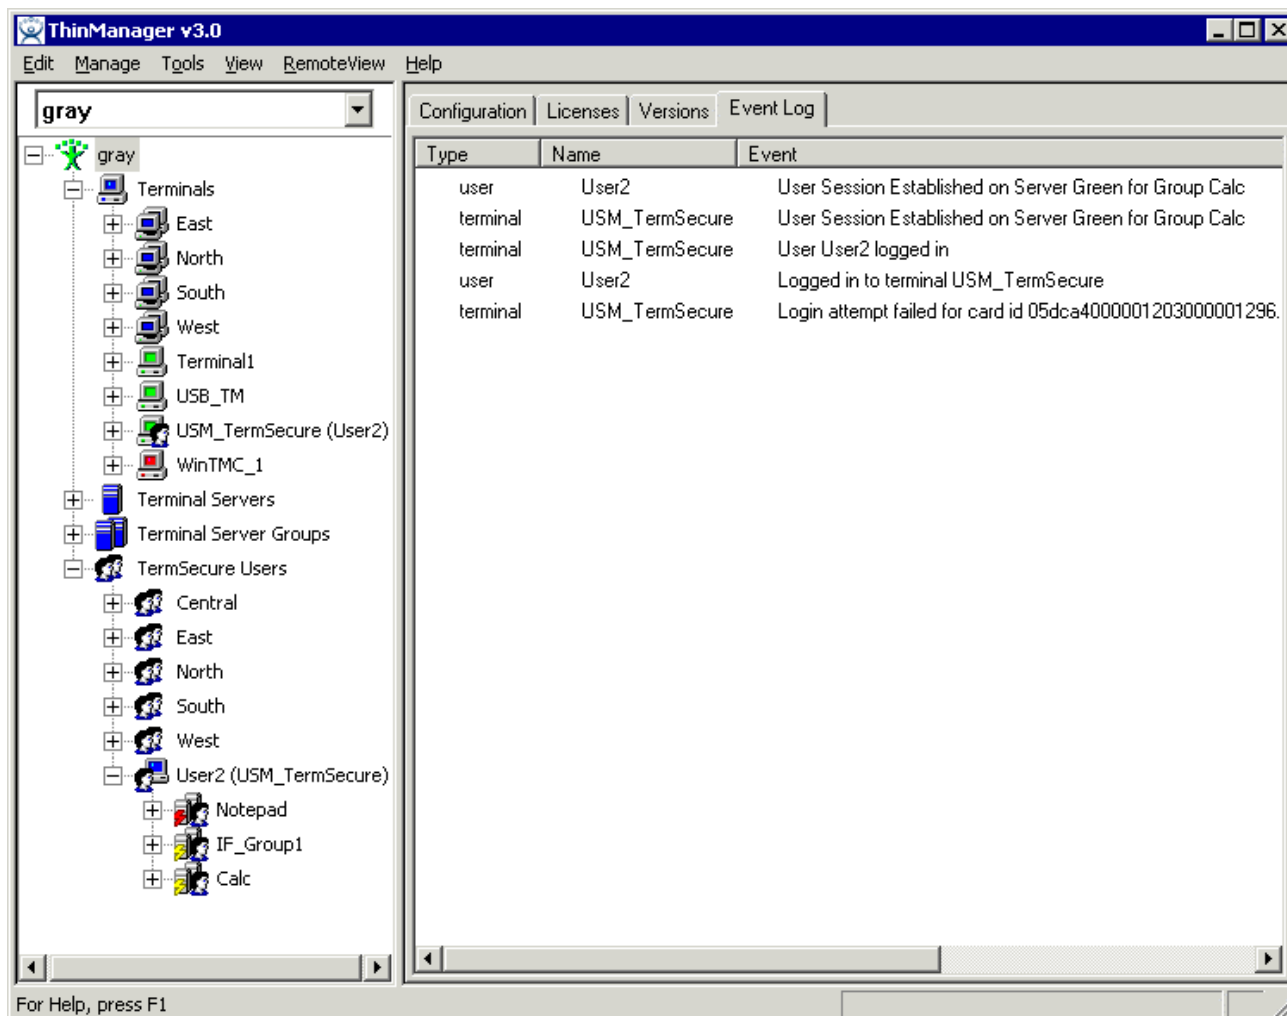 ThinManager v3.0
Edit Manage Tools View RemoteView Help
gray
gray
Terminals
East
North
South
West
Terminal1
USB_TM
USM_TermSecure (User2)
WinTMC_1
Terminal Servers
Terminal Server Groups
TermSecure Users
Central
East
North
South
West
User2 (USM_TermSecure)
Notepad
IF_Group1
Calc
Configuration Licenses Versions Event Log
Type Name Event
user User2 User Session Established on Server Green for Group Calc
terminal USM_TermSecure User Session Established on Server Green for Group Calc
terminal USM_TermSecure User User2 logged in
user User2 Logged in to terminal USM_TermSecure
terminal USM_TermSecure Login attempt failed for card id 05dca4000001203000001296.
For Help, press F1